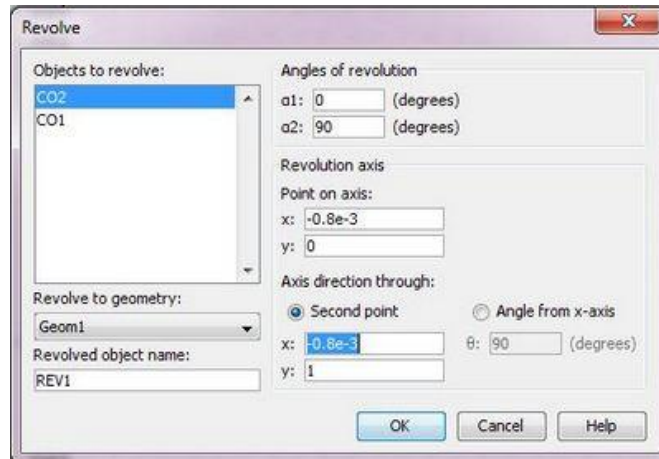 Revolve
Objects to revolve:
CO2
CO1
Revolve to geometry:
Geom1
Revolved object name:
REV1
Angles of revolution
α1: 0 (degrees)
α2: 90 (degrees)
Revolution axis
Point on axis:
x: -0.8e-3
y: 0
Axis direction through:
Second point
x: -0.8e-3
y: 1
Angle from x-axis
θ: 90 (degrees)
OK Cancel Help